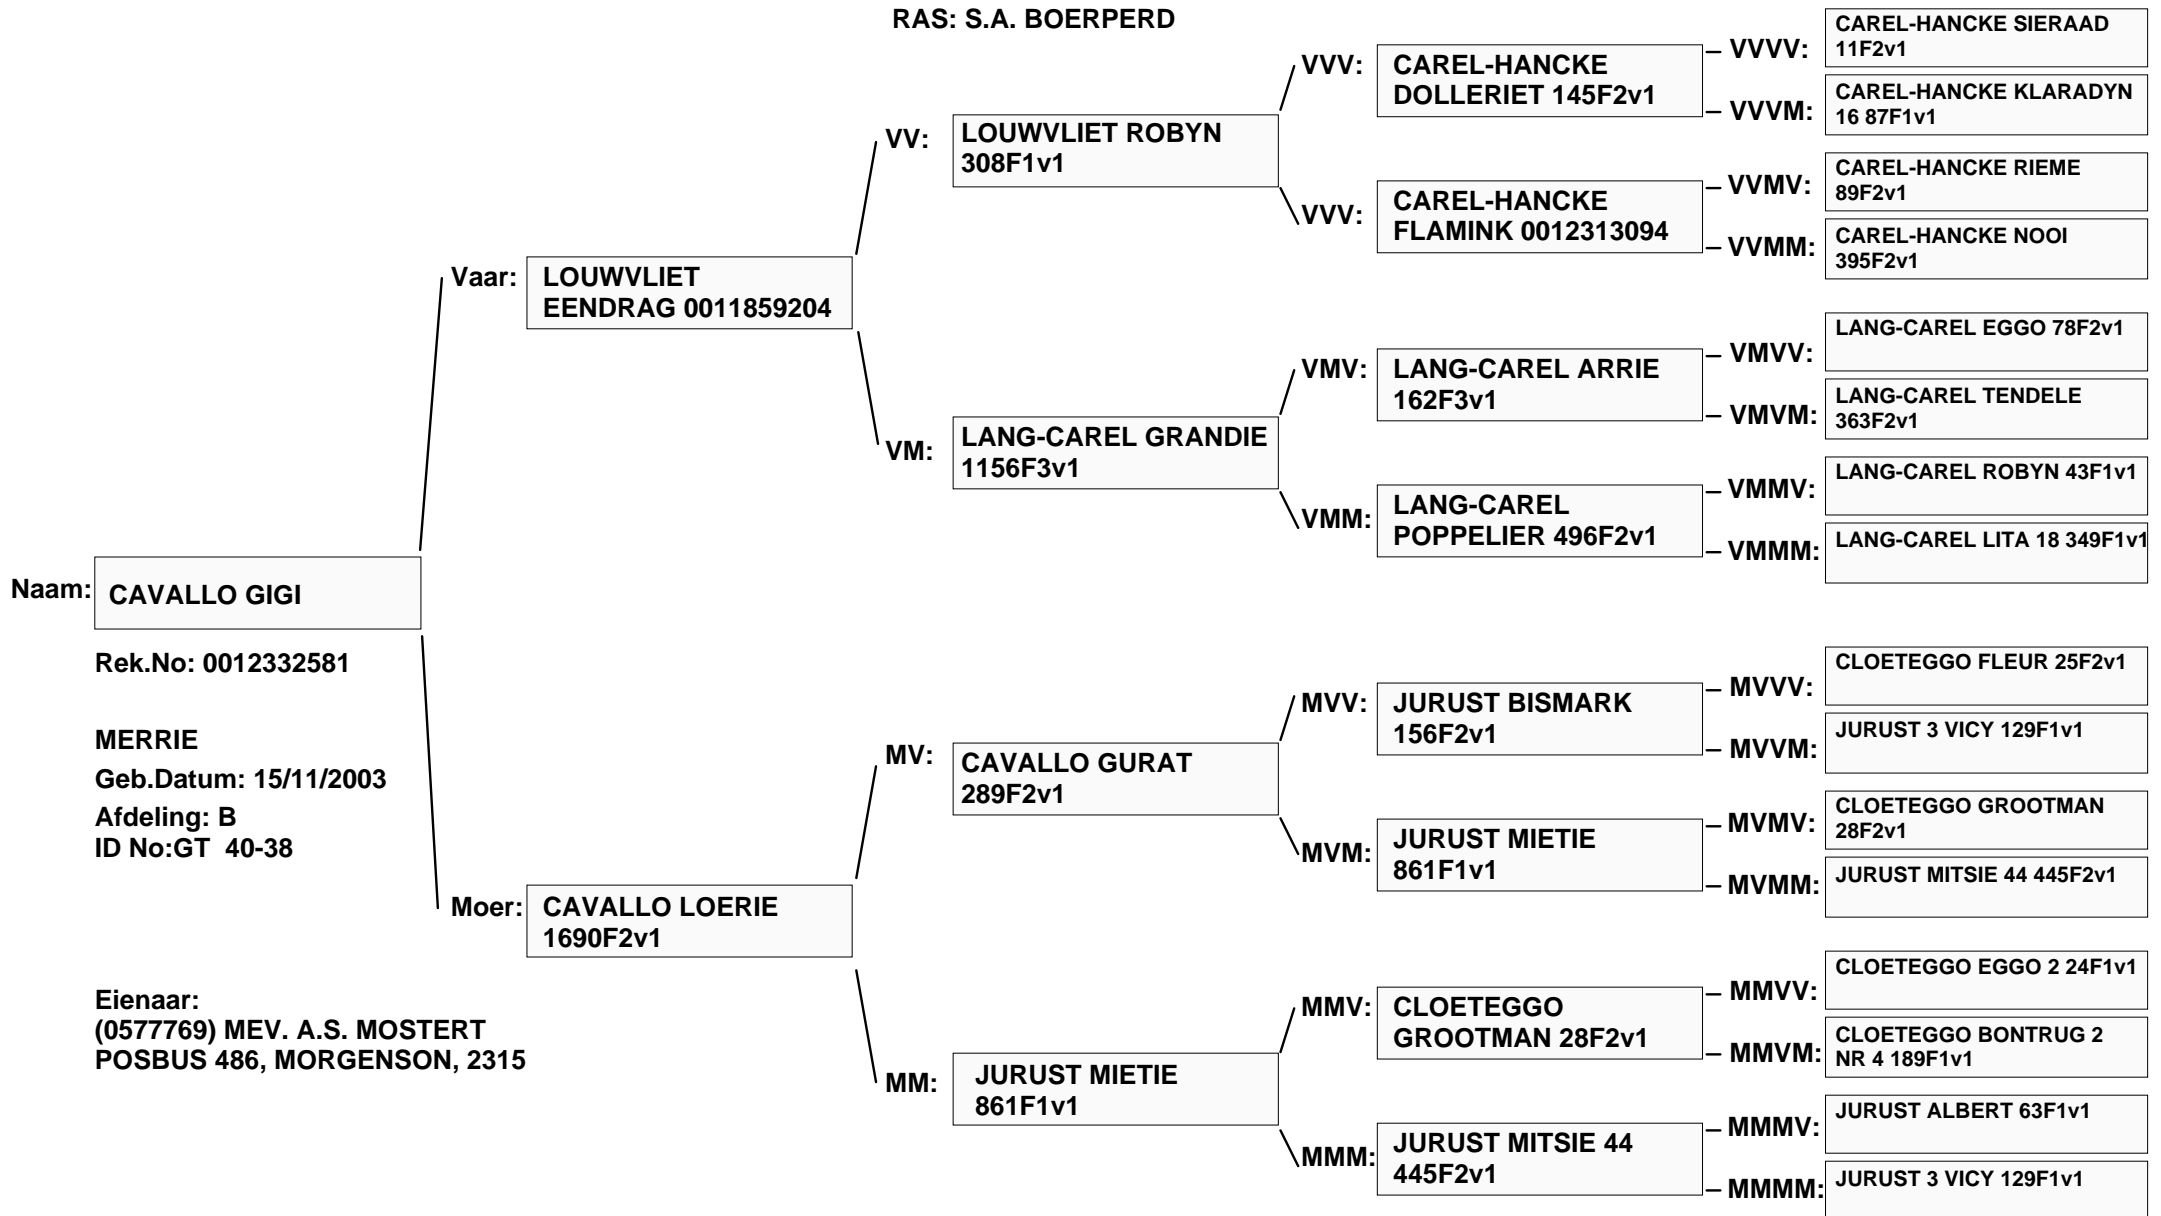 RAS: S.A. BOERPERD
Naam:
CAVALLO GIGI
Rek.No: 0012332581
MERRIE
Geb.Datum: 15/11/2003
Afdeling: B
ID No:GT 40-38
Eienaar:
(0577769) MEV. A.S. MOSTERT
POSBUS 486, MORGENSON, 2315
Vaar:
LOUWVLIET
EENDRAG 0011859204
Moer:
CAVALLO LOERIE
1690F2v1
VV:
LOUWVLIET ROBYN
308F1v1
VM:
LANG-CAREL GRANDIE
1156F3v1
MV:
CAVALLO GURAT
289F2v1
MM:
JURUST MIETIE
861F1v1
VVV:
CAREL-HANCKE
DOLLERIET 145F2v1
VVV:
CAREL-HANCKE
FLAMINK 0012313094
VMV:
LANG-CAREL ARRIE
162F3v1
VMM:
LANG-CAREL
POPPELIER 496F2v1
MVV:
JURUST BISMARK
156F2v1
MVM:
JURUST MIETIE
861F1v1
MMV:
CLOETEGGO
GROOTMAN 28F2v1
MMM:
JURUST MITSIE 44
445F2v1
VVVV:
CAREL-HANCKE SIERAAD
11F2v1
VVVM:
CAREL-HANCKE KLARADYN
16 87F1v1
VVMV:
CAREL-HANCKE RIEME
89F2v1
VVMM:
CAREL-HANCKE NOOI
395F2v1
VMVV:
LANG-CAREL EGGO 78F2v1
VMVM:
LANG-CAREL TENDELE
363F2v1
VMMV:
LANG-CAREL ROBYN 43F1v1
VMMM:
LANG-CAREL LITA 18 349F1v1
MVVV:
CLOETEGGO FLEUR 25F2v1
MVVM:
JURUST 3 VICY 129F1v1
MVMV:
CLOETEGGO GROOTMAN
28F2v1
MVMM:
JURUST MITSIE 44 445F2v1
MMVV:
CLOETEGGO EGGO 2 24F1v1
MMVM:
CLOETEGGO BONTRUG 2
NR 4 189F1v1
MMMV:
JURUST ALBERT 63F1v1
MMMM:
JURUST 3 VICY 129F1v1